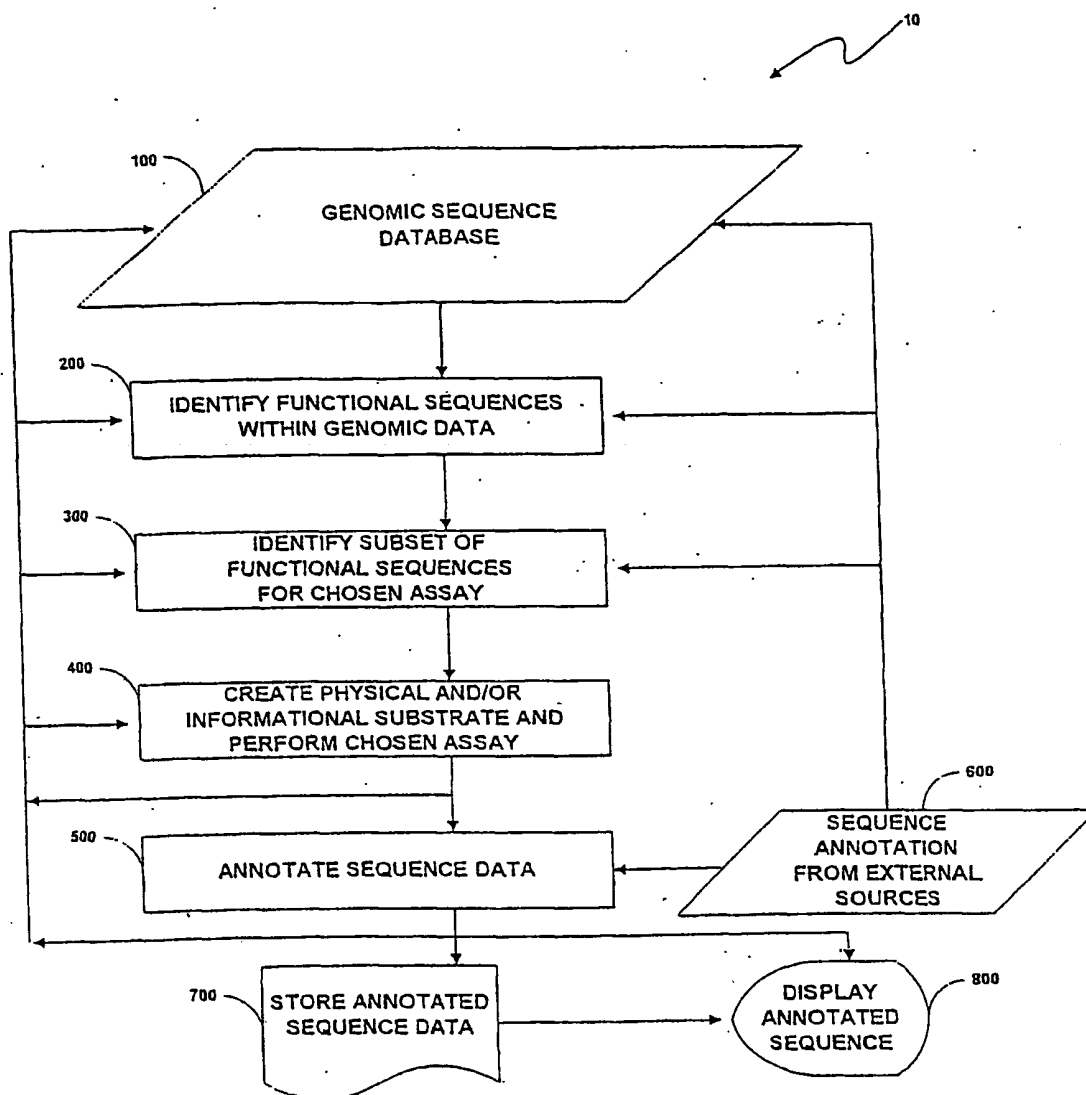 10
100
GENOMIC SEQUENCE
DATABASE
200
IDENTIFY FUNCTIONAL SEQUENCES
WITHIN GENOMIC DATA
300
IDENTIFY SUBSET OF
FUNCTIONAL SEQUENCES
FOR CHOSEN ASSAY
400
CREATE PHYSICAL AND/OR
INFORMATIONAL SUBSTRATE AND
PERFORM CHOSEN ASSAY
500
ANNOTATE SEQUENCE DATA
600
SEQUENCE
ANNOTATION
FROM EXTERNAL
SOURCES
700
STORE ANNOTATED
SEQUENCE DATA
800
DISPLAY
ANNOTATED
SEQUENCE